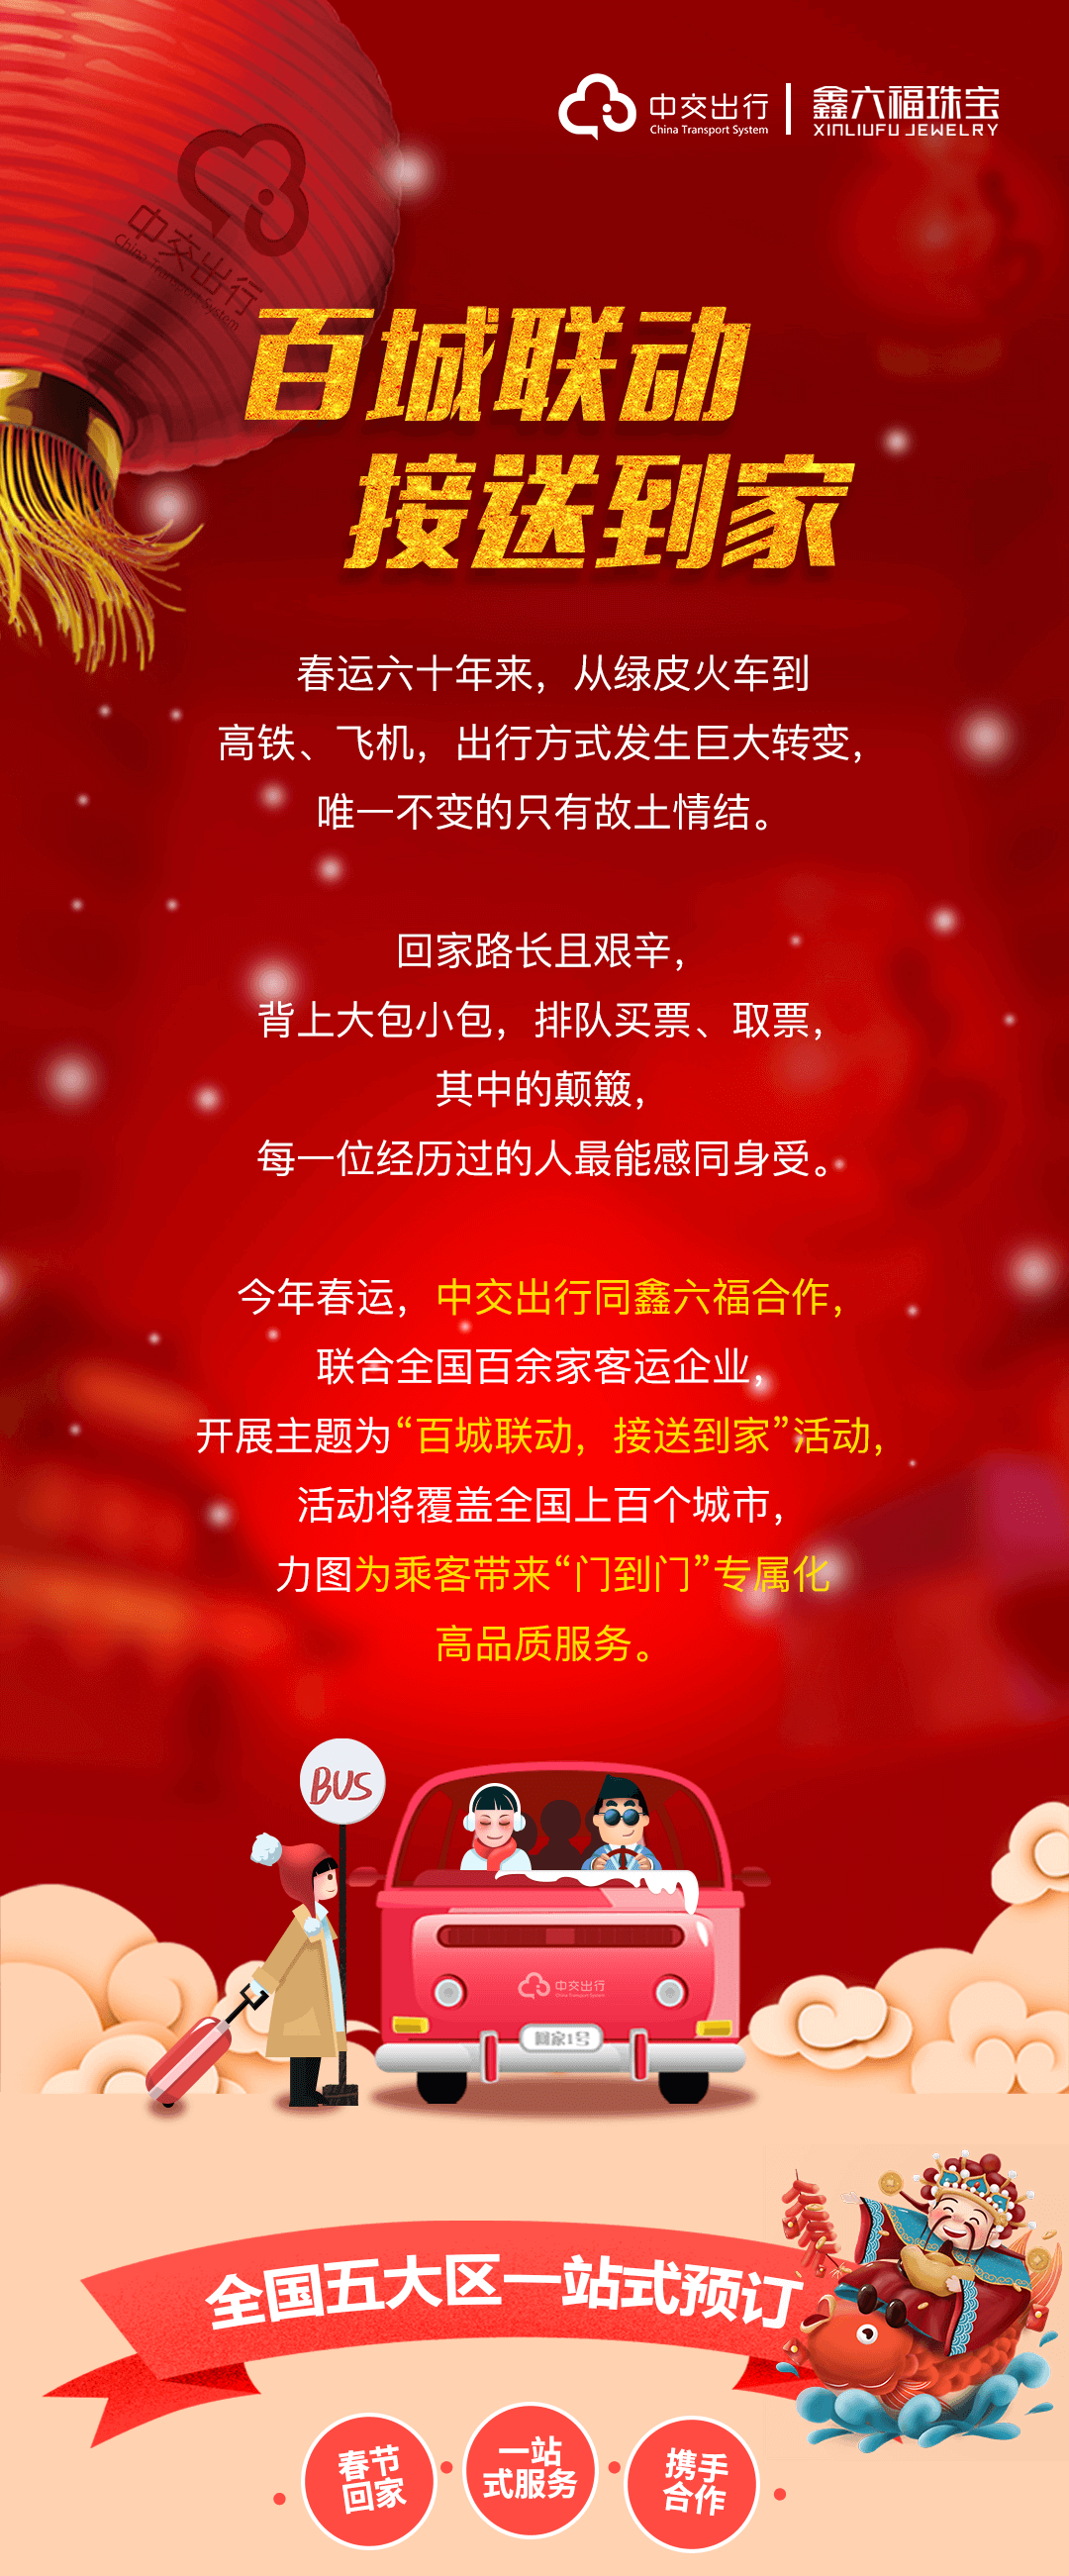 中交出行
China Transport System
鑫六福珠宝
XINLIUFU JEWELRY
中交出行
China Transport System
百城联动
接送到家
春运六十年来，从绿皮火车到
高铁、飞机，出行方式发生巨大转变，
唯一不变的只有故土情结。
回家路长且艰辛，
背上大包小包，排队买票、取票，
其中的颠簸，
每一位经历过的人最能感同身受。
今年春运，中交出行同鑫六福合作，
联合全国百余家客运企业，
开展主题为“百城联动，接送到家”活动，
活动将覆盖全国上百个城市，
力图为乘客带来“门到门”专属化
高品质服务。
BUS
中交出行
China Transport System
回家1号
全国五大区一站式预订
春节
回家
一站
式服务
携手
合作